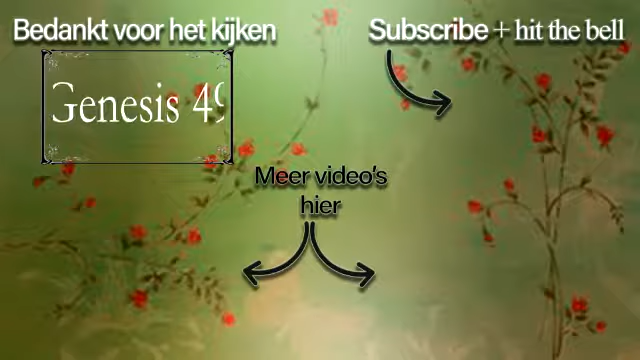 Bedankt voor het kijken
Subscribe + hit the bell
Genesis 49
Meer video's
hier